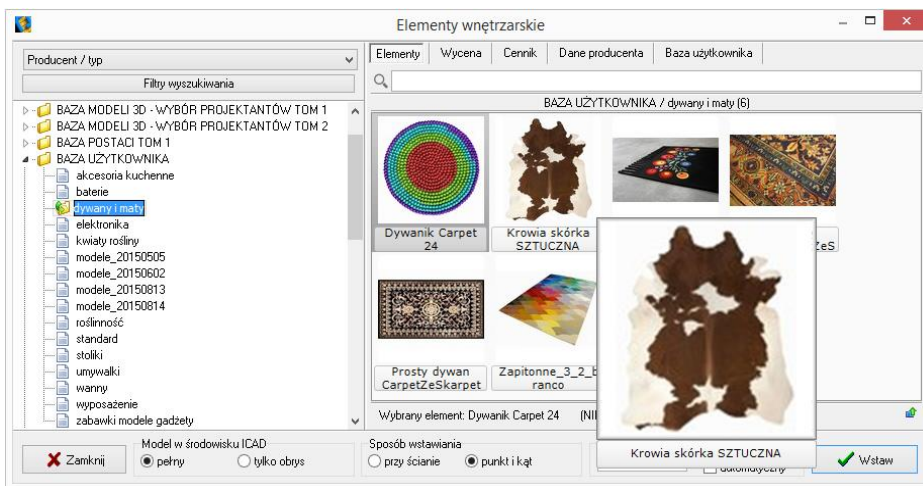 Elementy wnętrzarskie
Producent / typ
Filtry wyszukiwania
BAZA MODELI 3D - WYBÓR PROJEKTANTÓW TOM 1
BAZA MODELI 3D - WYBÓR PROJEKTANTÓW TOM 2
BAZA POSTACI TOM 1
BAZA UŻYTKOWNIKA
akcesoria kuchenne
baterie
dywany i maty
elektronika
kwiaty rośliny
modele_20150505
modele_20150602
modele_20150813
modele_20150814
roślinność
standard
stoliki
umywalki
wanny
wyposażenie
zabawki modele gadżety
Elementy Wycena Cennik Dane producenta Baza użytkownika
BAZA UŻYTKOWNIKA / dywany i maty (6)
Dywanik Carpet
24
Krowia skórka
SZTUCZNA
ZeS
Prosty dywan
CarpetZeSkarpet
Zapitonne_3_2_b
ranco
Krowia skórka SZTUCZNA
Wybrany element: Dywanik Carpet 24 (NI
Zamknij
Model w środowisku ICAD
pełny tylko obrys
Sposób wstawiania
przy ścianie punkt i kąt
automatyczny
Wstaw